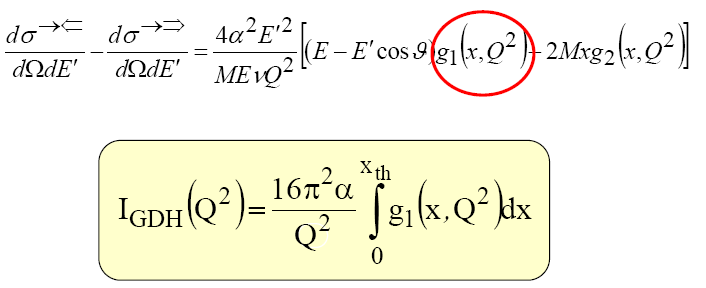 dσ→⇐/dΩdE′ − dσ→⇒/dΩdE′ = 4α²E′²/MEνQ² [(E − E′cos ϑ)g₁(x, Q²) − 2Mxg₂(x, Q²)]
I_GDH(Q²) = 16π²α/Q² ∫₀^{x_th} g₁(x, Q²)dx